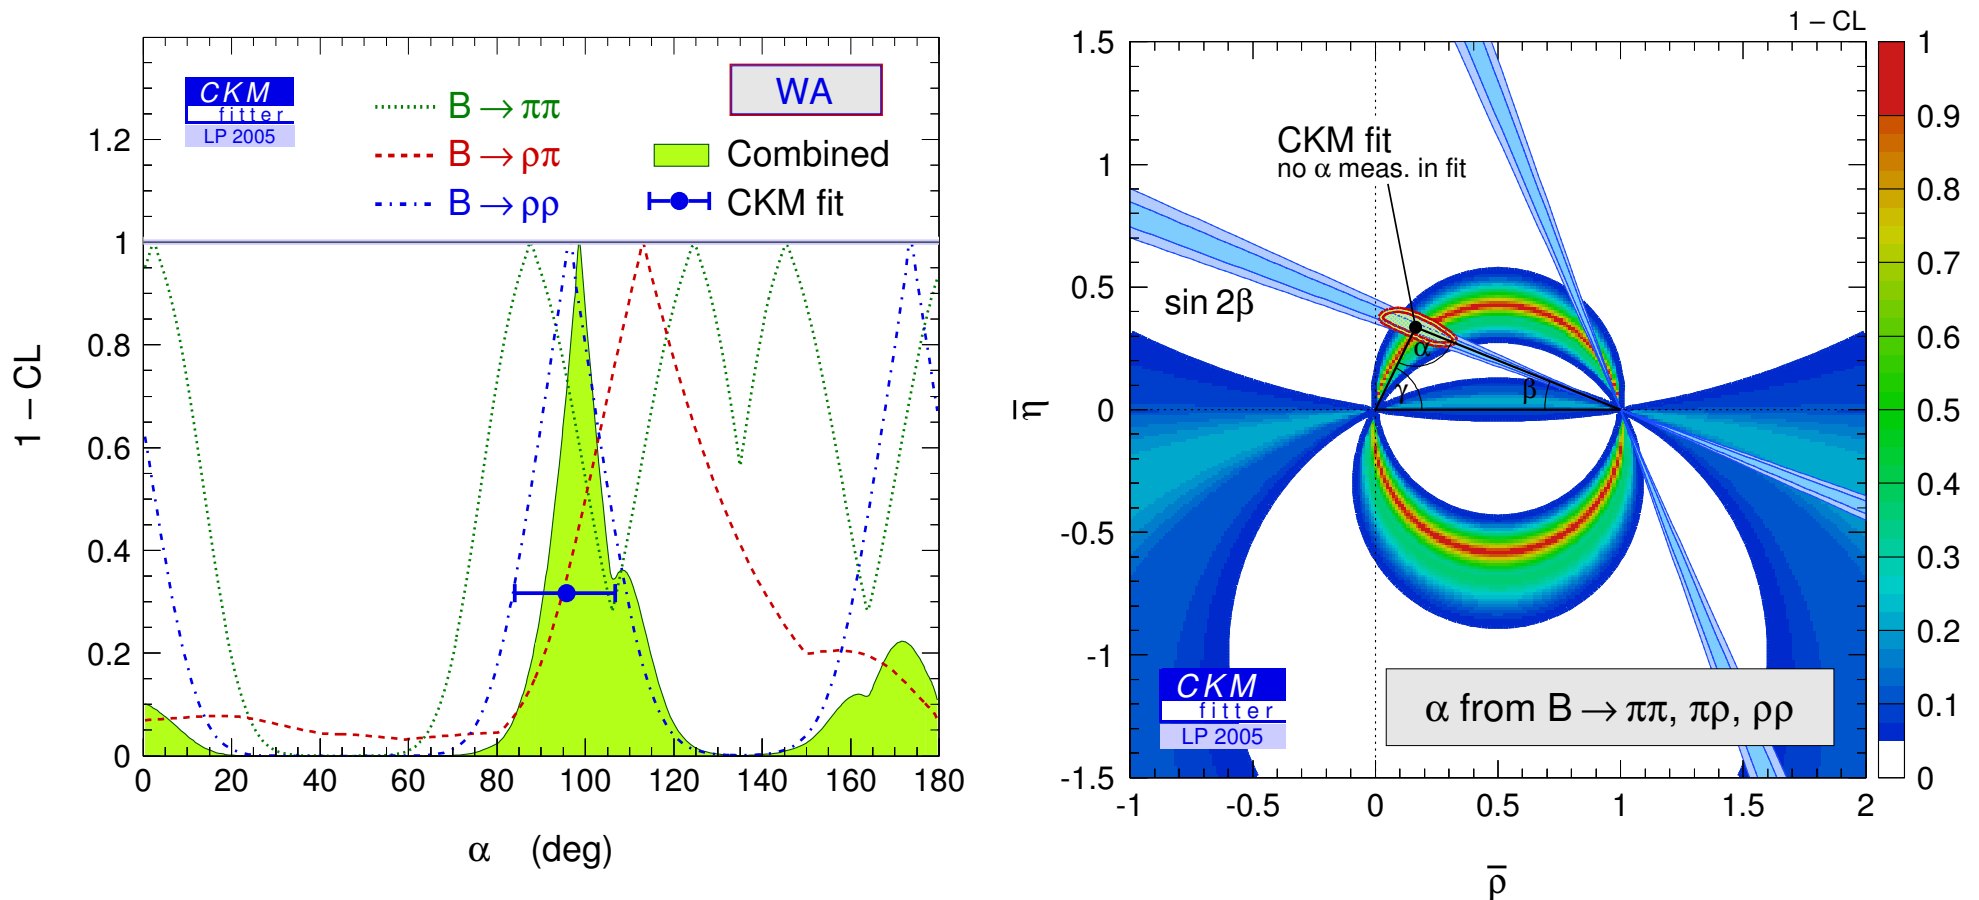 CKM
fitter
LP 2005
B → ππ
B → ρπ
B → ρρ
WA
Combined
CKM fit
1 – CL
1.2
1
0.8
0.6
0.4
0.2
0
0 20 40 60 80 100 120 140 160 180
α (deg)
1 – CL
1.5
1
0.5
0
-0.5
-1
-1.5
η̅
CKM fit
no α meas. in fit
sin 2β
α
γ
β
CKM
fitter
LP 2005
α from B → ππ, πρ, ρρ
-1 -0.5 0 0.5 1 1.5 2
ρ̅
1
0.9
0.8
0.7
0.6
0.5
0.4
0.3
0.2
0.1
0